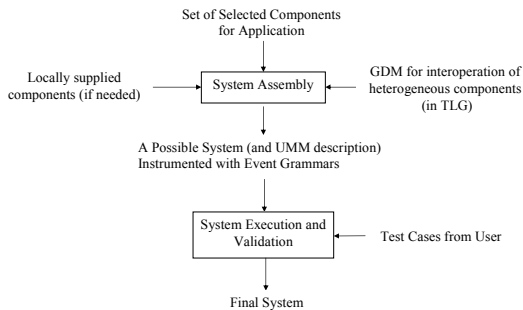 Set of Selected Components
for Application
Locally supplied
components (if needed)
System Assembly
GDM for interoperation of
heterogeneous components
(in TLG)
A Possible System (and UMM description)
Instrumented with Event Grammars
System Execution and
Validation
Test Cases from User
Final System